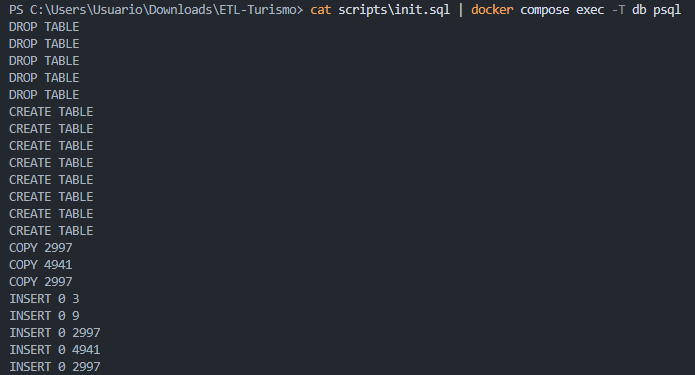 PS C:\Users\Usuario\Downloads\ETL-Turismo> cat scripts\init.sql | docker compose exec -T db psql
DROP TABLE
DROP TABLE
DROP TABLE
DROP TABLE
DROP TABLE
CREATE TABLE
CREATE TABLE
CREATE TABLE
CREATE TABLE
CREATE TABLE
CREATE TABLE
CREATE TABLE
CREATE TABLE
COPY 2997
COPY 4941
COPY 2997
INSERT 0 3
INSERT 0 9
INSERT 0 2997
INSERT 0 4941
INSERT 0 2997